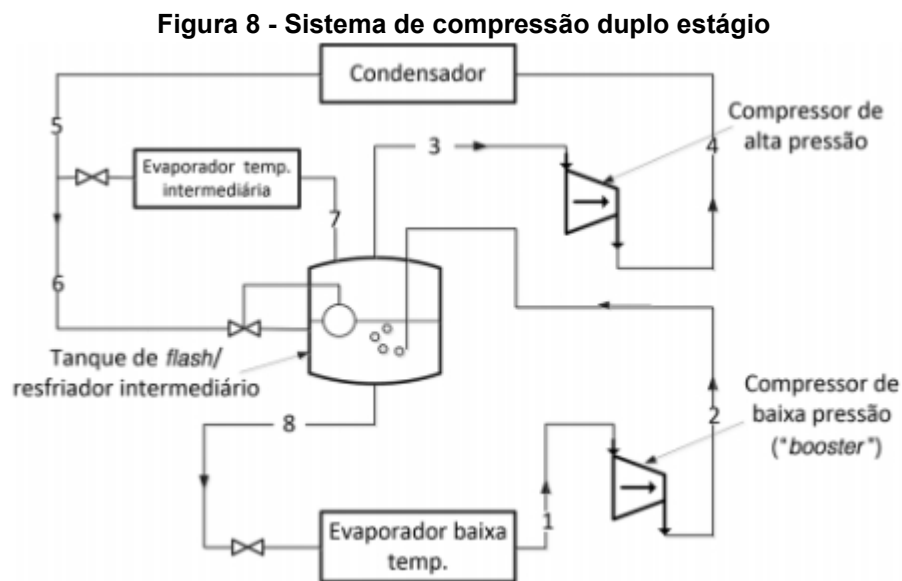 Figura 8 - Sistema de compressão duplo estágio
Condensador
Compressor de
alta pressão
5
3
4
Evaporador temp.
intermediária
7
6
Tanque de flash/
resfriador intermediário
Compressor de
baixa pressão
("booster")
8
2
1
Evaporador baixa
temp.